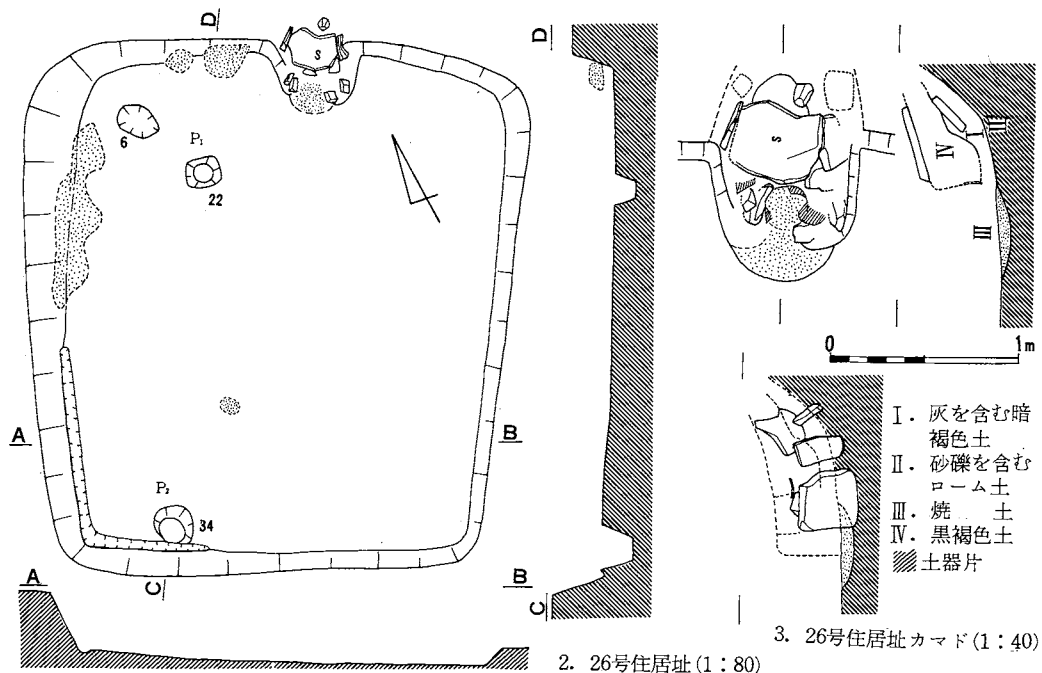 D
D
S
6
P₁
22
A
B
P₂
34
C
A
B
C
S
Ⅳ
Ⅲ
Ⅲ
0 1m
Ⅰ. 灰を含む暗
褐色土
Ⅱ. 砂礫を含む
ローム土
Ⅲ. 焼 土
Ⅳ. 黒褐色土
土器片
2. 26号住居址(1:80)
3. 26号住居址カマド(1:40)